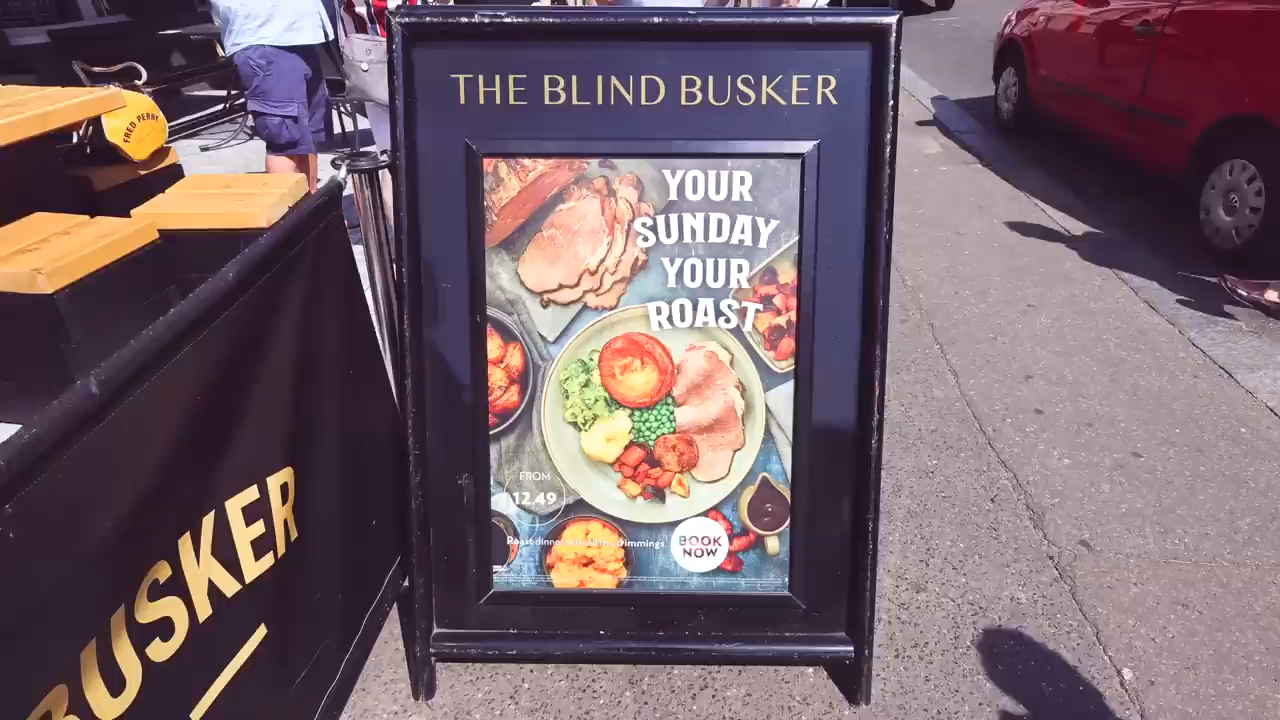 THE BLIND BUSKER
FRED PERRY
YOUR
SUNDAY
YOUR
ROAST
FROM
12.49
Roast dinner with all the trimmings
BOOK
NOW
BUSKER